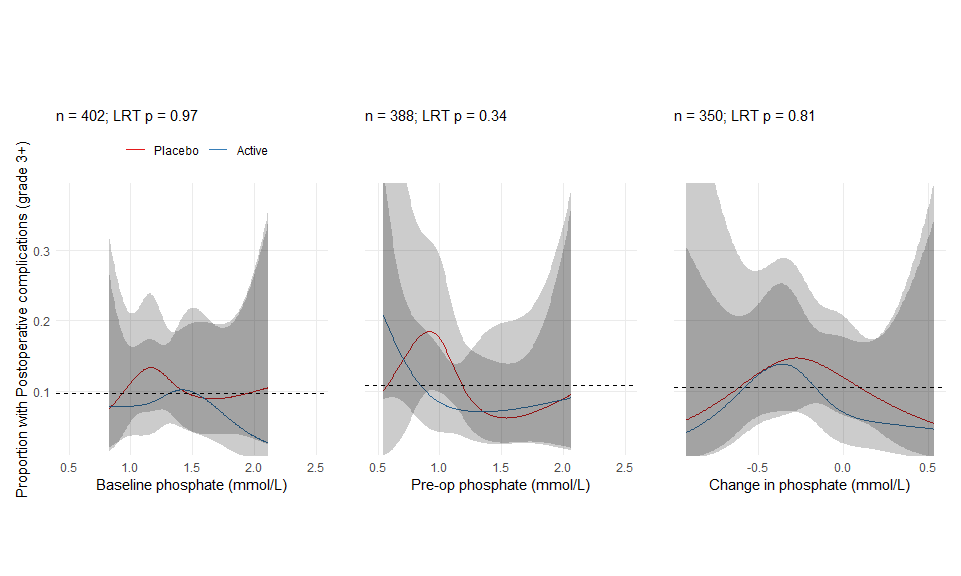 n = 402; LRT p = 0.97
n = 388; LRT p = 0.34
n = 350; LRT p = 0.81
Placebo
Active
Proportion with Postoperative complications (grade 3+)
0.3
0.2
0.1
0.5 1.0 1.5 2.0 2.5
0.5 1.0 1.5 2.0 2.5
-0.5 0.0 0.5
Baseline phosphate (mmol/L)
Pre-op phosphate (mmol/L)
Change in phosphate (mmol/L)